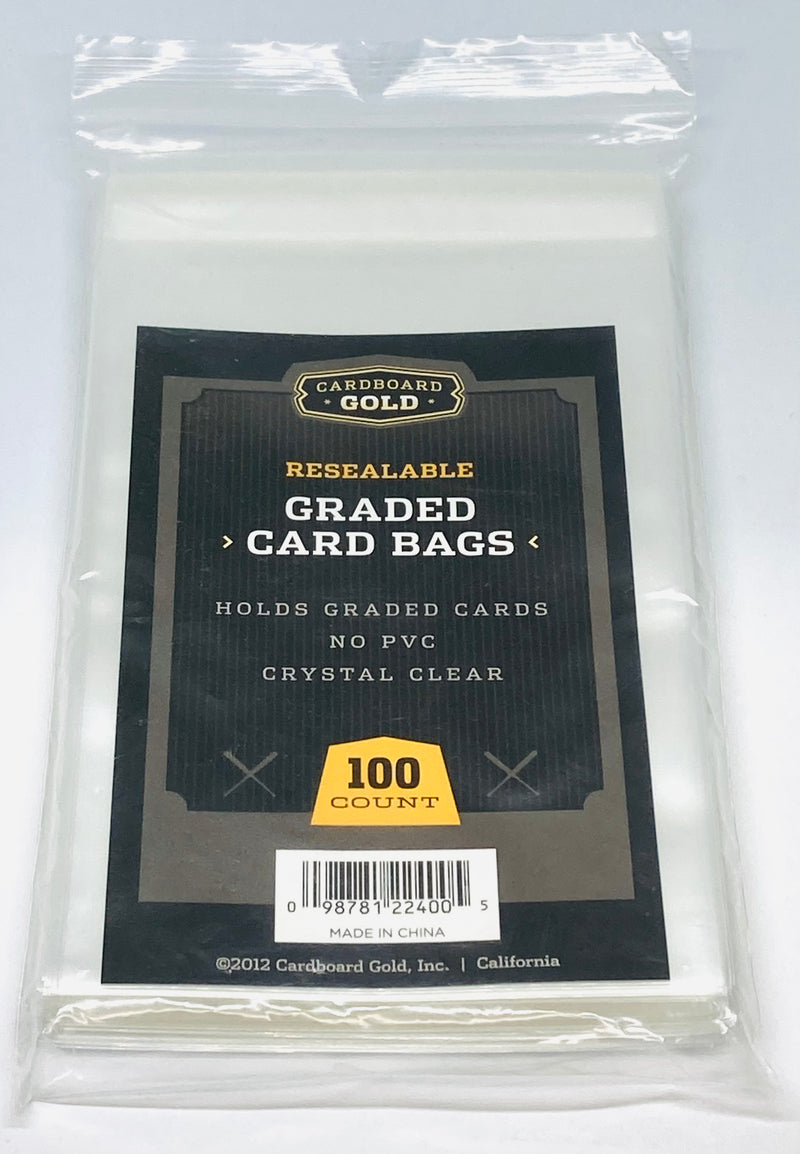 CARDBOARD
GOLD
RESEALABLE
GRADED
› CARD BAGS ‹
HOLDS GRADED CARDS
NO PVC
CRYSTAL CLEAR
100
COUNT
0 98781 22400 5
MADE IN CHINA
©2012 Cardboard Gold, Inc. | California